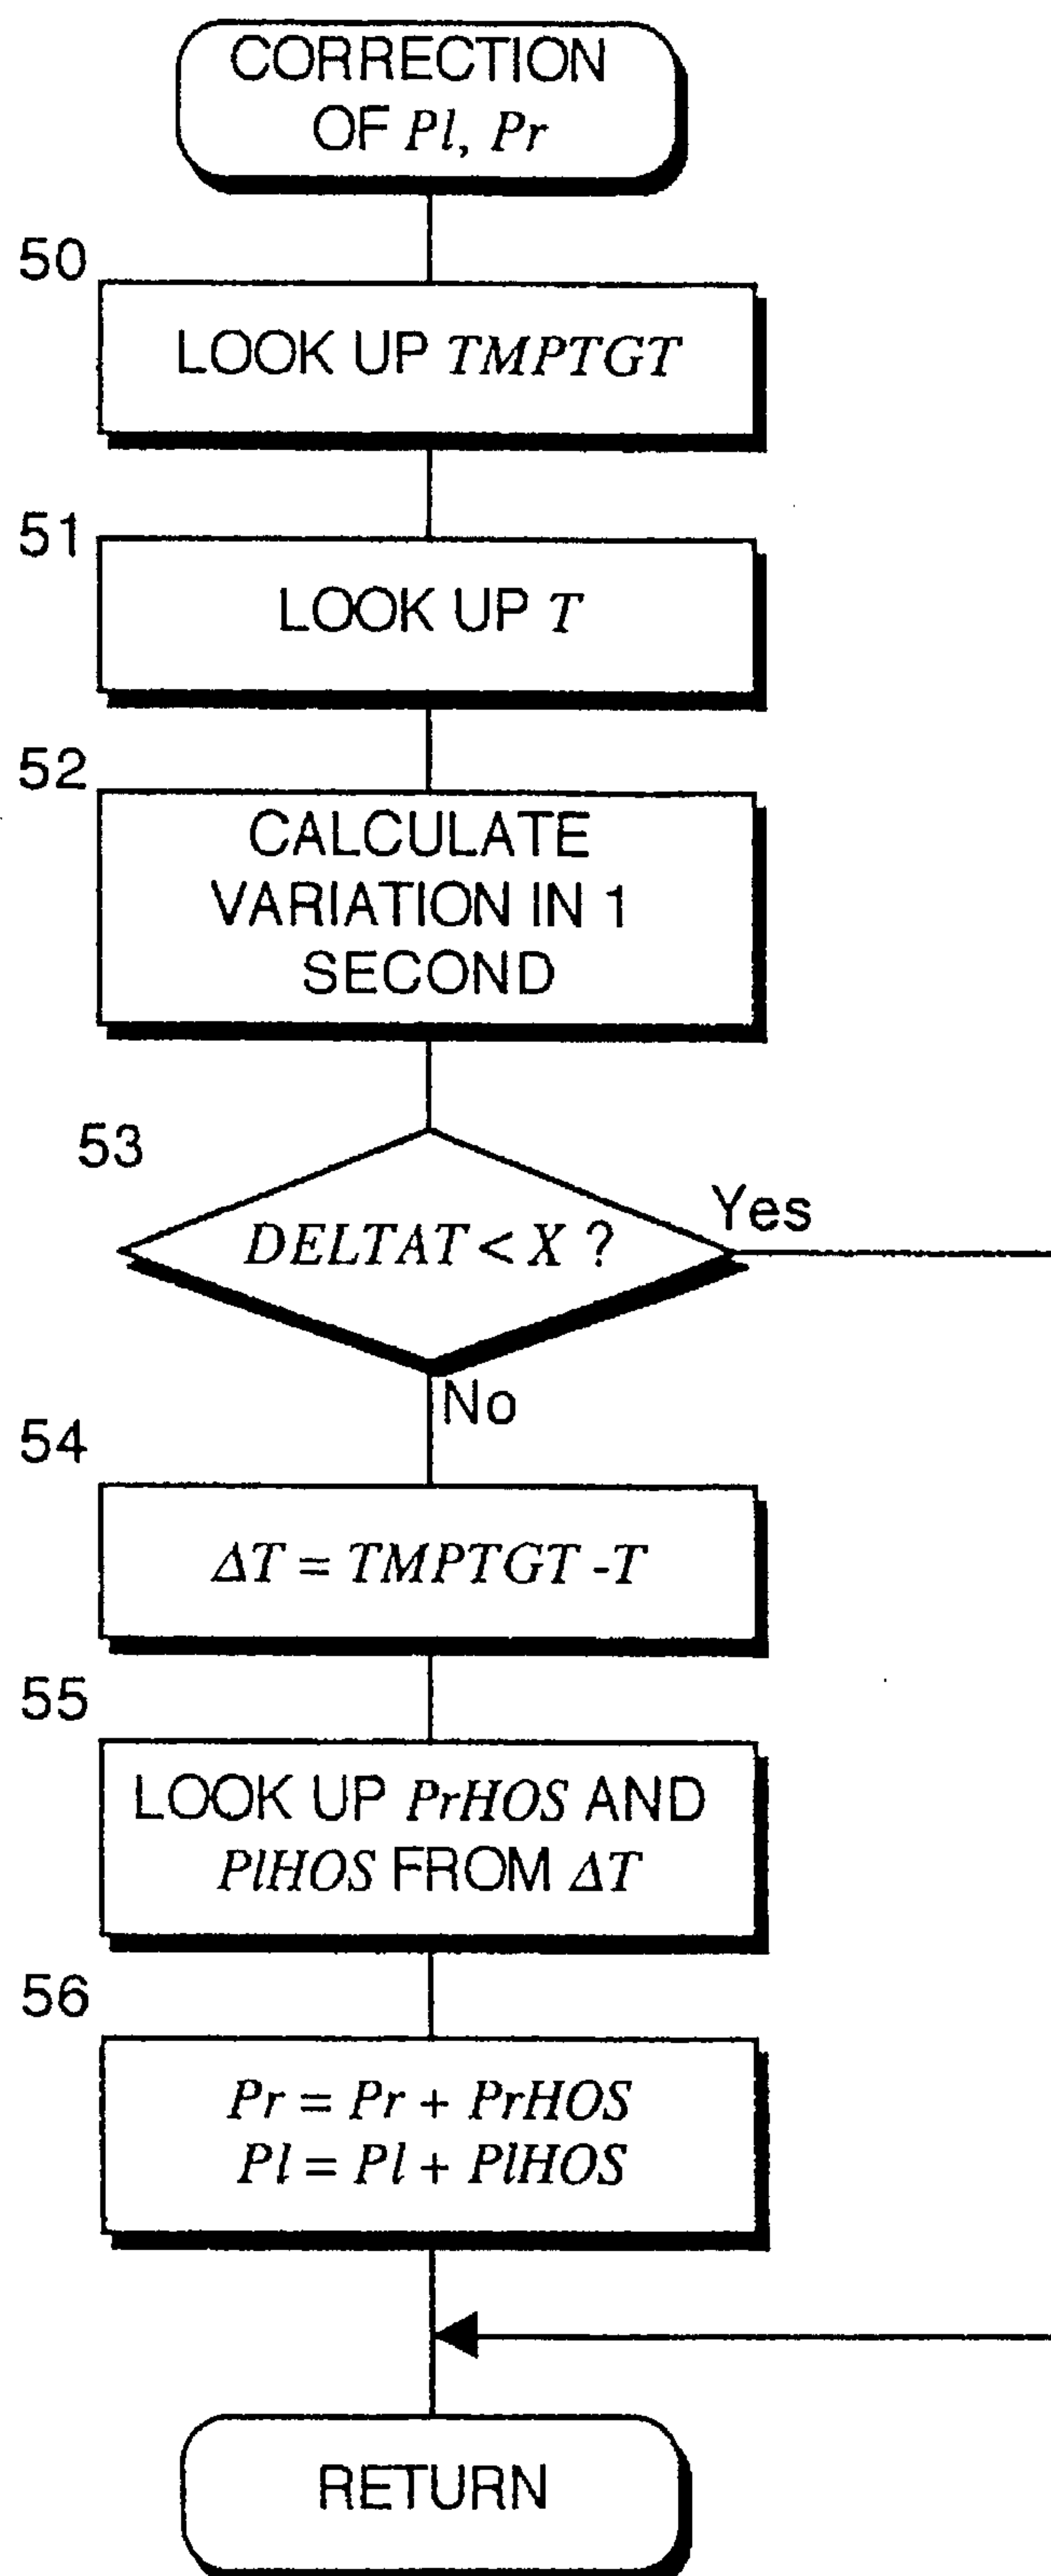 CORRECTION
OF Pl, Pr
50
LOOK UP TMPTGT
51
LOOK UP T
52
CALCULATE
VARIATION IN 1
SECOND
53
DELTAT < X ?
Yes
No
54
ΔT = TMPTGT -T
55
LOOK UP PrHOS AND
PlHOS FROM ΔT
56
Pr = Pr + PrHOS
Pl = Pl + PlHOS
RETURN